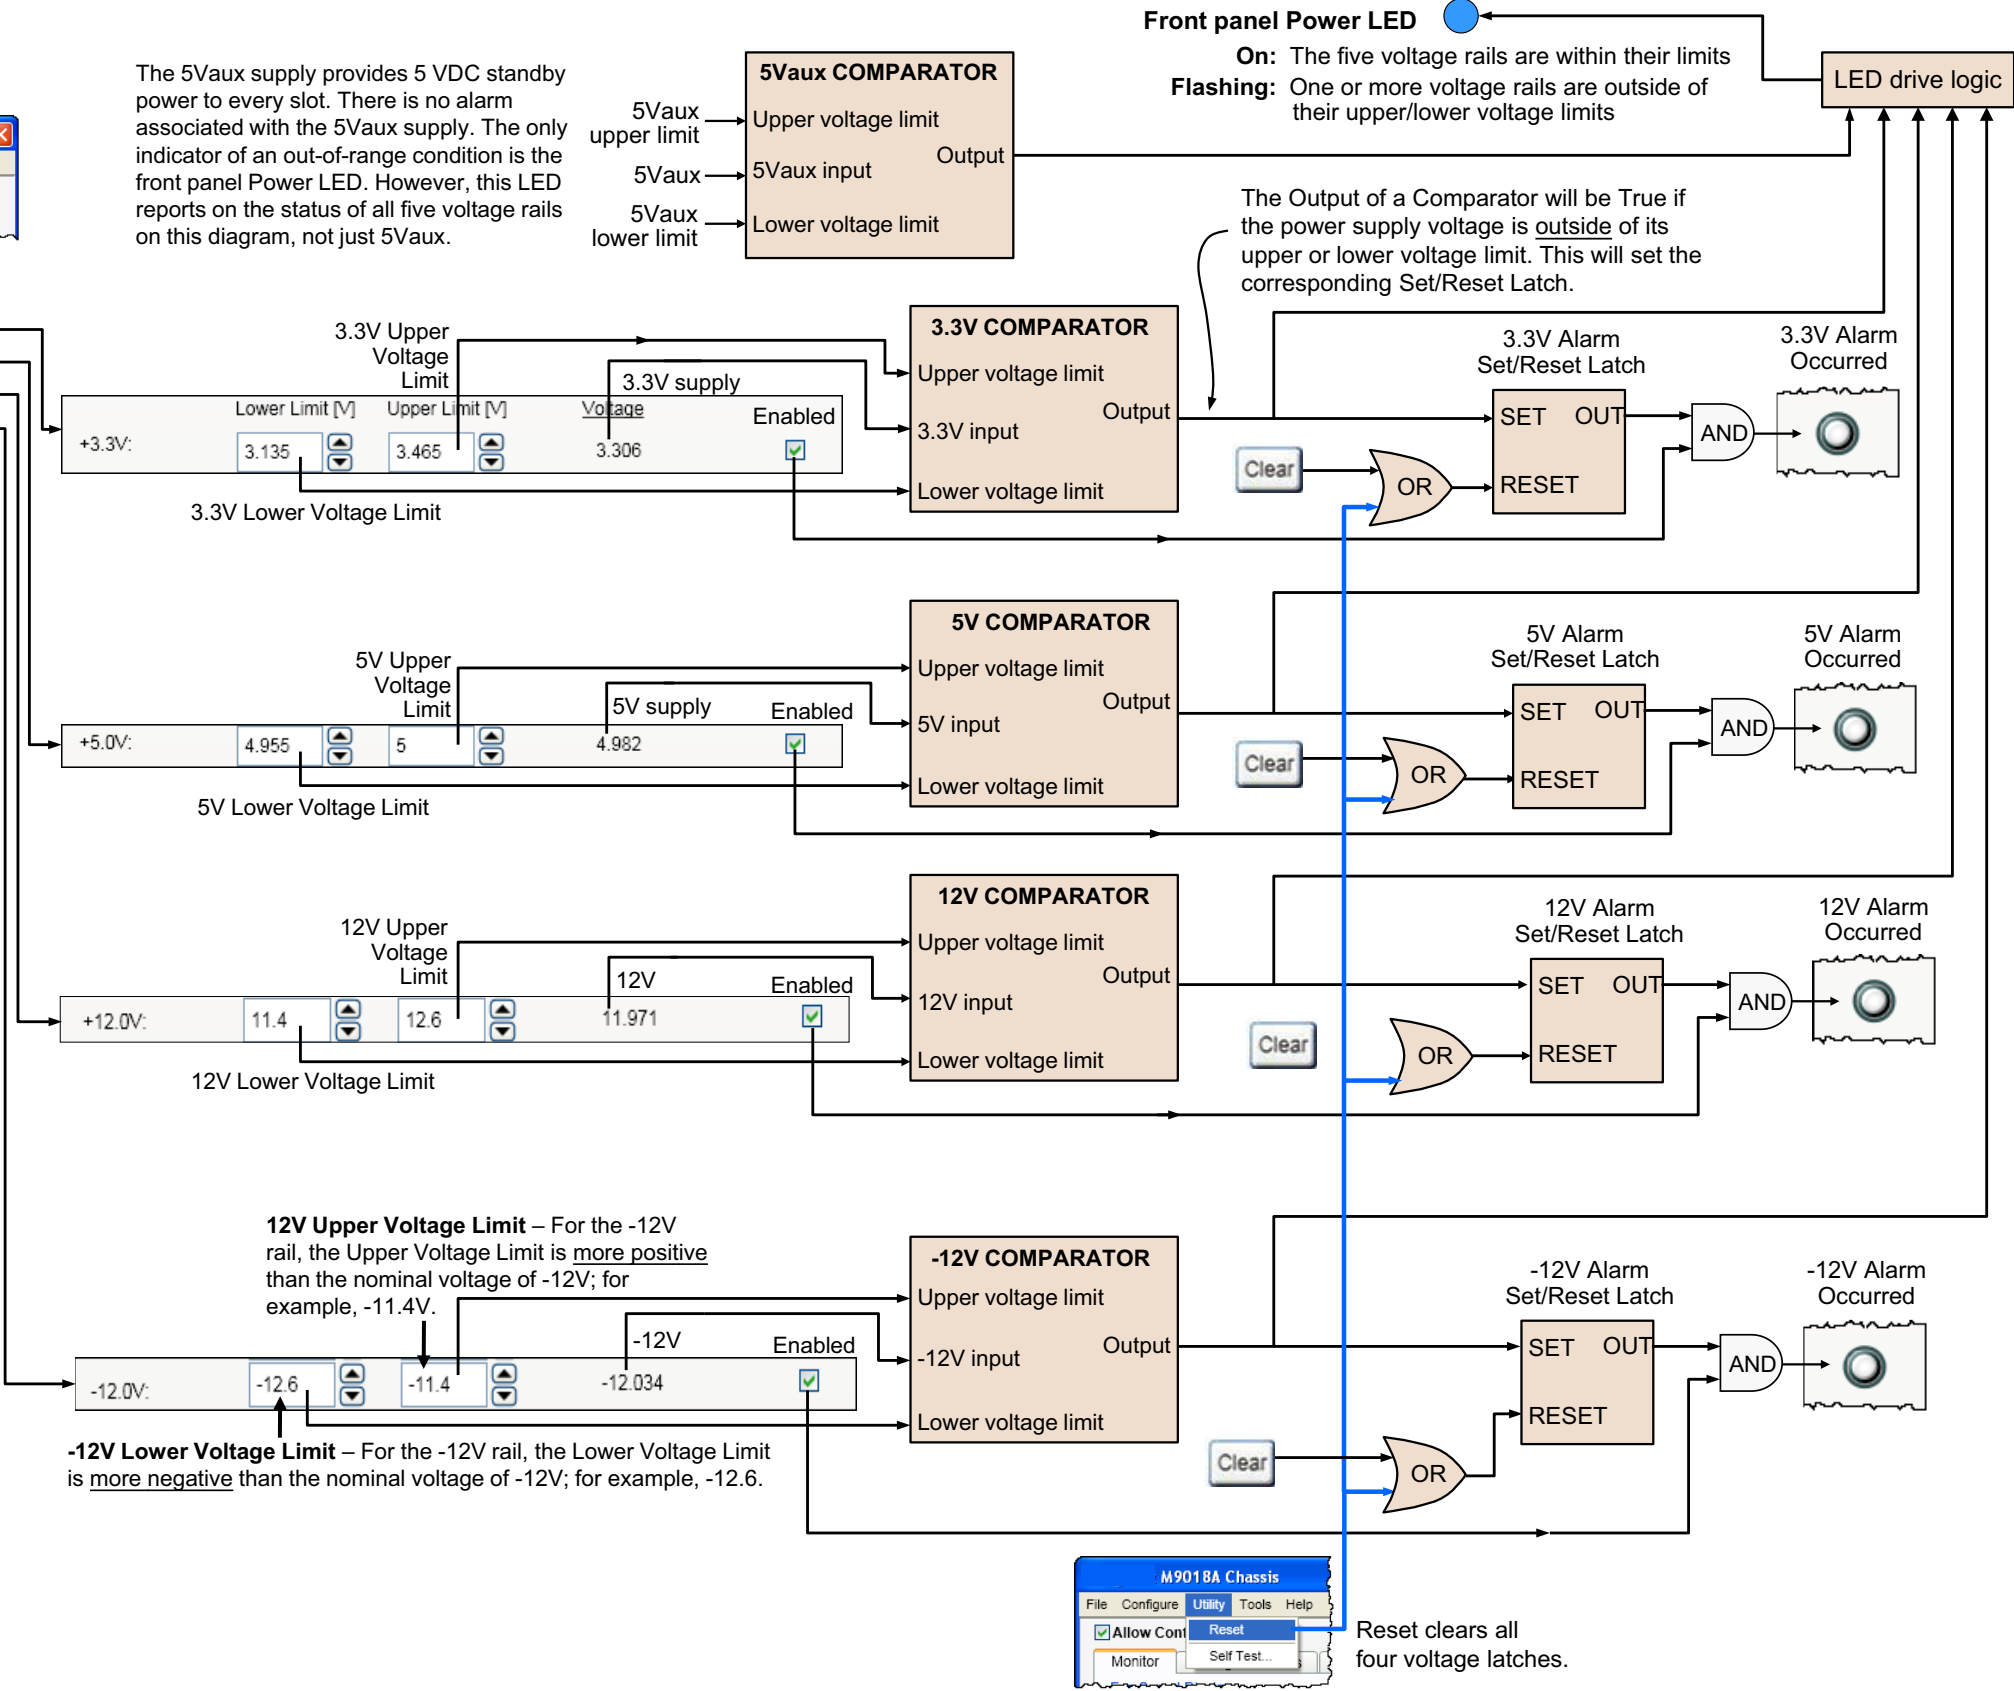 Front panel Power LED
On: The five voltage rails are within their limits
Flashing: One or more voltage rails are outside of
their upper/lower voltage limits
LED drive logic
The 5Vaux supply provides 5 VDC standby
power to every slot. There is no alarm
associated with the 5Vaux supply. The only
indicator of an out-of-range condition is the
front panel Power LED. However, this LED
reports on the status of all five voltage rails
on this diagram, not just 5Vaux.
5Vaux
upper limit
5Vaux
5Vaux
lower limit
5Vaux COMPARATOR
Upper voltage limit
Output
5Vaux input
Lower voltage limit
The Output of a Comparator will be True if
the power supply voltage is outside of its
upper or lower voltage limit. This will set the
corresponding Set/Reset Latch.
3.3V Upper
Voltage
Limit
3.3V supply
Lower Limit [V] Upper Limit [V] Voltage
Enabled
+3.3V: 3.135 3.465 3.306
3.3V Lower Voltage Limit
3.3V COMPARATOR
Upper voltage limit
Output
3.3V input
Lower voltage limit
Clear
OR
3.3V Alarm
Set/Reset Latch
SET OUT
RESET
AND
3.3V Alarm
Occurred
5V Upper
Voltage
Limit
5V supply
Enabled
+5.0V: 4.955 5 4.982
5V Lower Voltage Limit
5V COMPARATOR
Upper voltage limit
Output
5V input
Lower voltage limit
Clear
OR
5V Alarm
Set/Reset Latch
SET OUT
RESET
AND
5V Alarm
Occurred
12V Upper
Voltage
Limit
12V
Enabled
+12.0V: 11.4 12.6 11.971
12V Lower Voltage Limit
12V COMPARATOR
Upper voltage limit
Output
12V input
Lower voltage limit
Clear
OR
12V Alarm
Set/Reset Latch
SET OUT
RESET
AND
12V Alarm
Occurred
12V Upper Voltage Limit – For the -12V
rail, the Upper Voltage Limit is more positive
than the nominal voltage of -12V; for
example, -11.4V.
-12V
Enabled
-12.0V: -12.6 -11.4 -12.034
-12V Lower Voltage Limit – For the -12V rail, the Lower Voltage Limit
is more negative than the nominal voltage of -12V; for example, -12.6.
-12V COMPARATOR
Upper voltage limit
Output
-12V input
Lower voltage limit
Clear
OR
-12V Alarm
Set/Reset Latch
SET OUT
RESET
AND
-12V Alarm
Occurred
M9018A Chassis
File Configure Utility Tools Help
Allow Cont
Reset
Monitor
Self Test...
Reset clears all
four voltage latches.